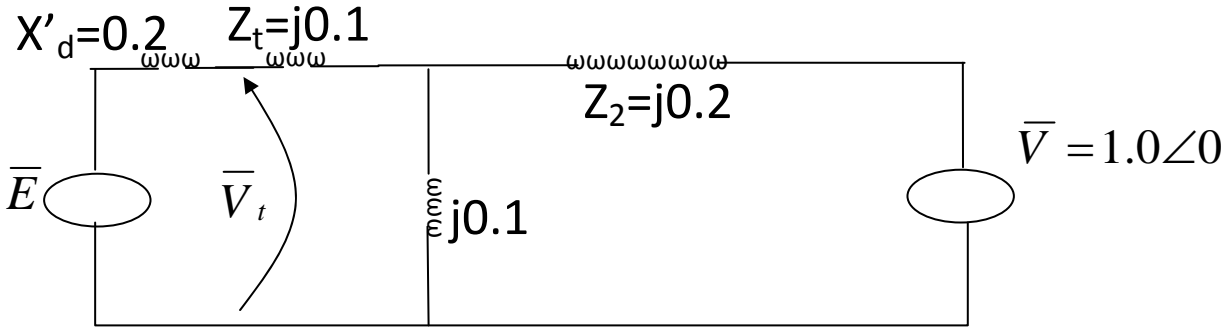 X’d=0.2
Zt=j0.1
Z2=j0.2
V̅ = 1.0∠0
E̅
V̅t
j0.1